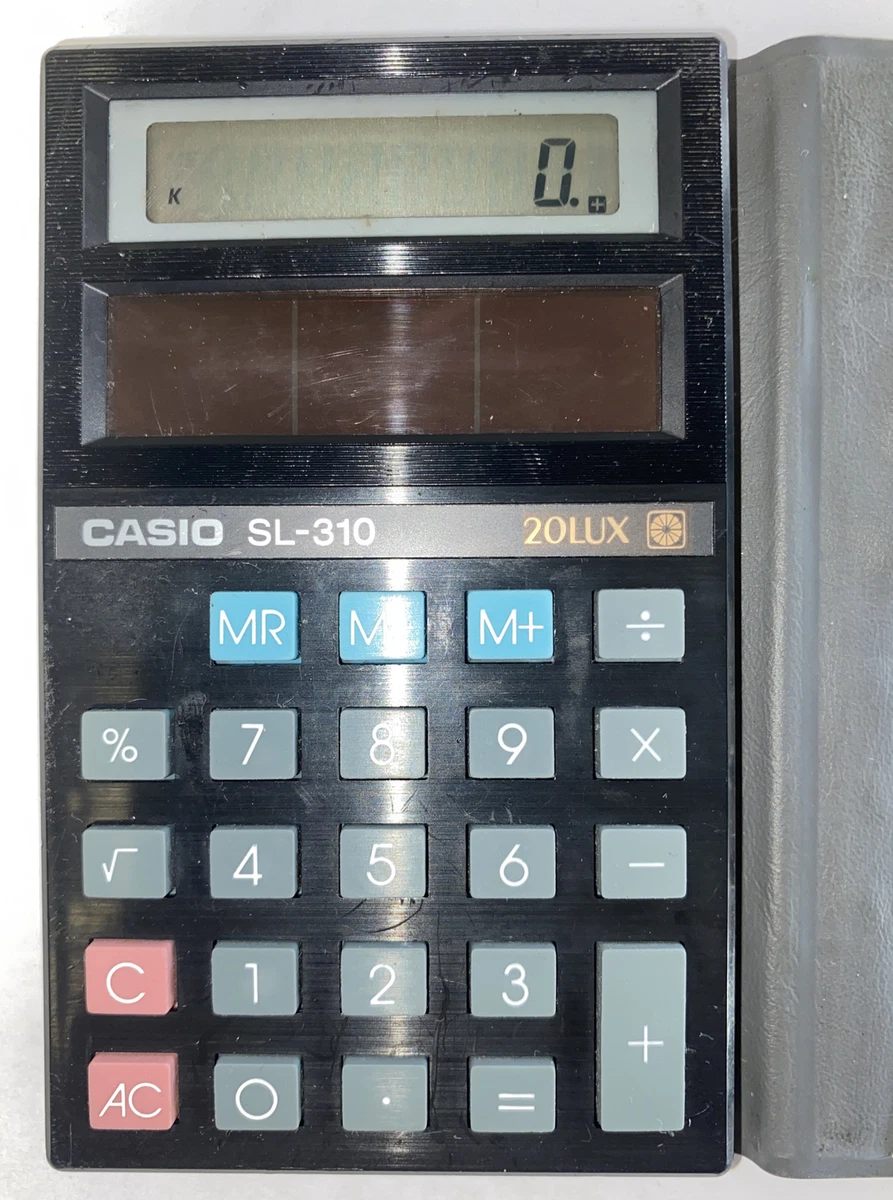 0.
K +
CASIO SL-310 20LUX
MR M- M+ ÷
% 7 8 9 X
√ 4 5 6 −
C 1 2 3
+
AC 0 · =